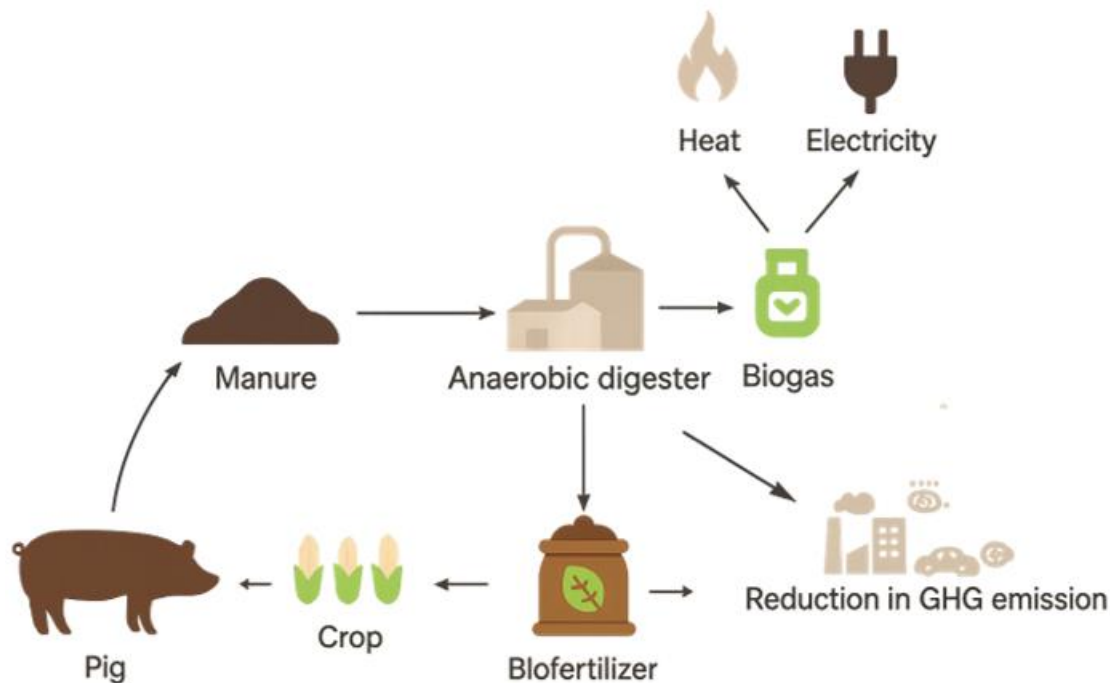 Heat
Electricity
Manure
Anaerobic digester
Biogas
Pig
Crop
Blofertilizer
Reduction in GHG emission